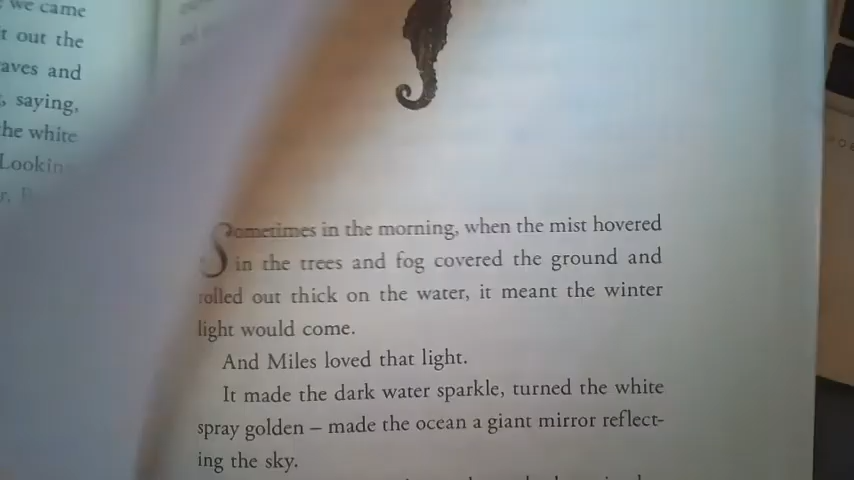 we came
t out the
aves and
, saying,
he white
Lookin
Sometimes in the morning, when the mist hovered
in the trees and fog covered the ground and
rolled out thick on the water, it meant the winter
light would come.
And Miles loved that light.
It made the dark water sparkle, turned the white
spray golden – made the ocean a giant mirror reflect-
ing the sky.